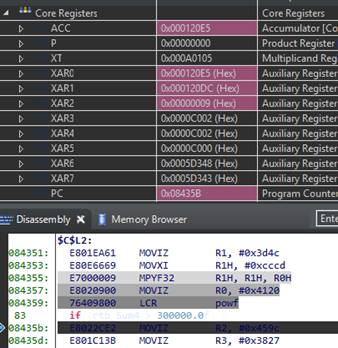 Core Registers Core Registers
ACC 0x000120E5 Accumulator [Co
P 0x00000000 Product Register
XT 0x000A0105 Multiplicand Reg
XAR0 0x000120E5 (Hex) Auxiliary Register
XAR1 0x000120DC (Hex) Auxiliary Register
XAR2 0x00000009 (Hex) Auxiliary Register
XAR3 0x0000C002 (Hex) Auxiliary Register
XAR4 0x0000C002 (Hex) Auxiliary Register
XAR5 0x0000C000 (Hex) Auxiliary Register
XAR6 0x0005D348 (Hex) Auxiliary Register
XAR7 0x0005D343 (Hex) Auxiliary Register
PC 0x08435B Program Counte
Disassembly Memory Browser Ente
$C$L2:
084351: E801EA61 MOVIZ R1, #0x3d4c
084353: E80E6669 MOVXI R1H, #0xcccd
084355: E7000009 MPYF32 R1H, R1H, R0H
084357: E8020900 MOVIZ R0, #0x4120
084359: 76409800 LCR powf
83 if 300000.0
08435b: E8022CE2 MOVIZ R2, #0x459c
08435d: E801C13B MOVIZ R3, #0x3827